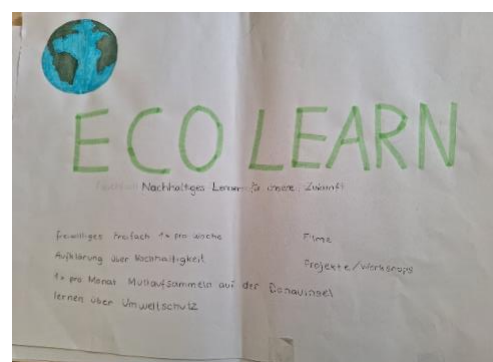 ECO LEARN
Nachhaltiges Lernen für unsere Zukunft
freiwilliges Freifach 1x pro Woche
Aufklärung über Nachhaltigkeit
1x pro Monat Müllaufsammeln auf der Donauinsel
lernen über Umweltschutz
Filme
Projekte/Workshops